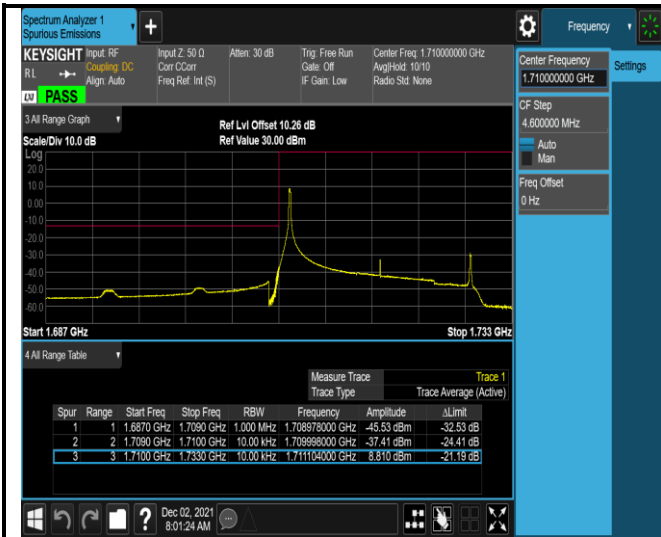 Spectrum Analyzer 1
Spurious Emissions
+
Frequency
KEYSIGHT Input: RF Input Z: 50 Ω Atten: 30 dB Trig: Free Run Center Freq: 1.710000000 GHz
RL Coupling: DC Corr CCorr Gate: Off Avg|Hold: 10/10
Align: Auto Freq Ref: Int (S) IF Gain: Low Radio Std: None
LXI PASS
Center Frequency
1.710000000 GHz
Settings
CF Step
4.600000 MHz
Auto
Man
Freq Offset
0 Hz
3 All Range Graph
Ref Lvl Offset 10.26 dB
Scale/Div 10.0 dB Ref Value 30.00 dBm
Log
20.0
10.0
0.00
-10.0
-20.0
-30.0
-40.0
-50.0
-60.0
Start 1.687 GHz Stop 1.733 GHz
4 All Range Table
Measure Trace Trace 1
Trace Type Trace Average (Active)
Spur Range Start Freq Stop Freq RBW Frequency Amplitude ΔLimit
1 1 1.6870 GHz 1.7090 GHz 1.000 MHz 1.708978000 GHz -45.53 dBm -32.53 dB
2 2 1.7090 GHz 1.7100 GHz 10.00 kHz 1.709998000 GHz -37.41 dBm -24.41 dB
3 3 1.7100 GHz 1.7330 GHz 10.00 kHz 1.711104000 GHz 8.810 dBm -21.19 dB
? Dec 02, 2021
8:01:24 AM